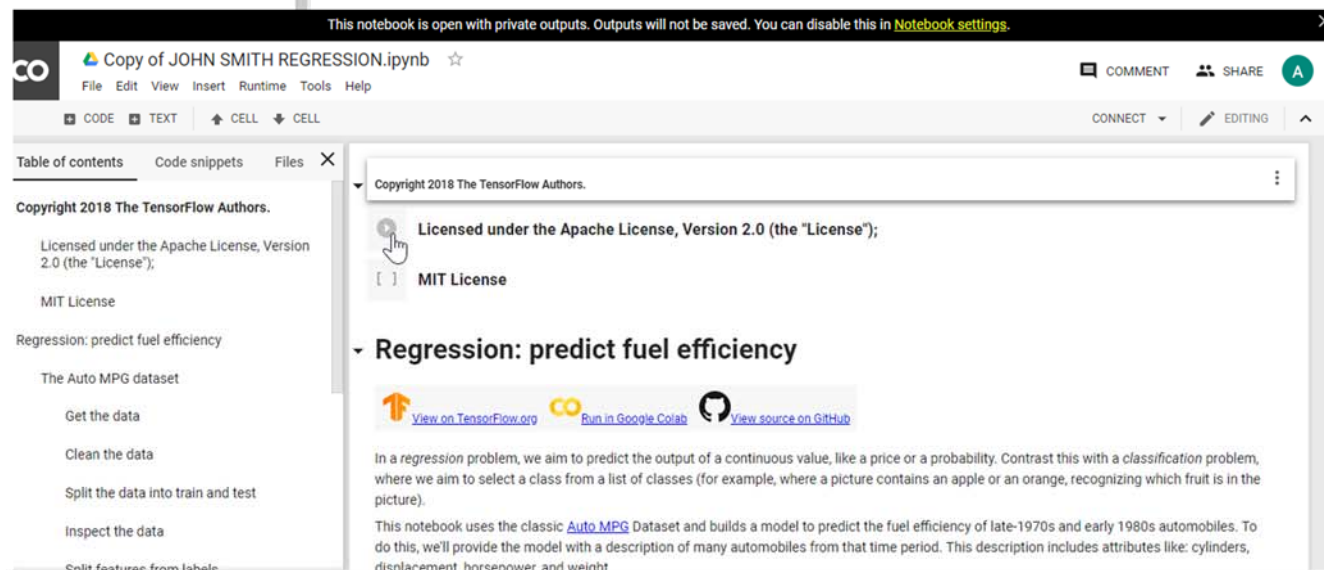 This notebook is open with private outputs. Outputs will not be saved. You can disable this in Notebook settings.
CO
Copy of JOHN SMITH REGRESSION.ipynb
File Edit View Insert Runtime Tools Help
COMMENT SHARE A
CODE TEXT CELL CELL
CONNECT EDITING
Table of contents Code snippets Files X
Copyright 2018 The TensorFlow Authors.
Licensed under the Apache License, Version
2.0 (the "License");
MIT License
Regression: predict fuel efficiency
The Auto MPG dataset
Get the data
Clean the data
Split the data into train and test
Inspect the data
Split features from labels
Copyright 2018 The TensorFlow Authors.
Licensed under the Apache License, Version 2.0 (the "License");
[ ] MIT License
Regression: predict fuel efficiency
View on TensorFlow.org CO Run in Google Colab View source on GitHub
In a regression problem, we aim to predict the output of a continuous value, like a price or a probability. Contrast this with a classification problem,
where we aim to select a class from a list of classes (for example, where a picture contains an apple or an orange, recognizing which fruit is in the
picture).
This notebook uses the classic Auto MPG Dataset and builds a model to predict the fuel efficiency of late-1970s and early 1980s automobiles. To
do this, we'll provide the model with a description of many automobiles from that time period. This description includes attributes like: cylinders,
displacement, horsepower, and weight.